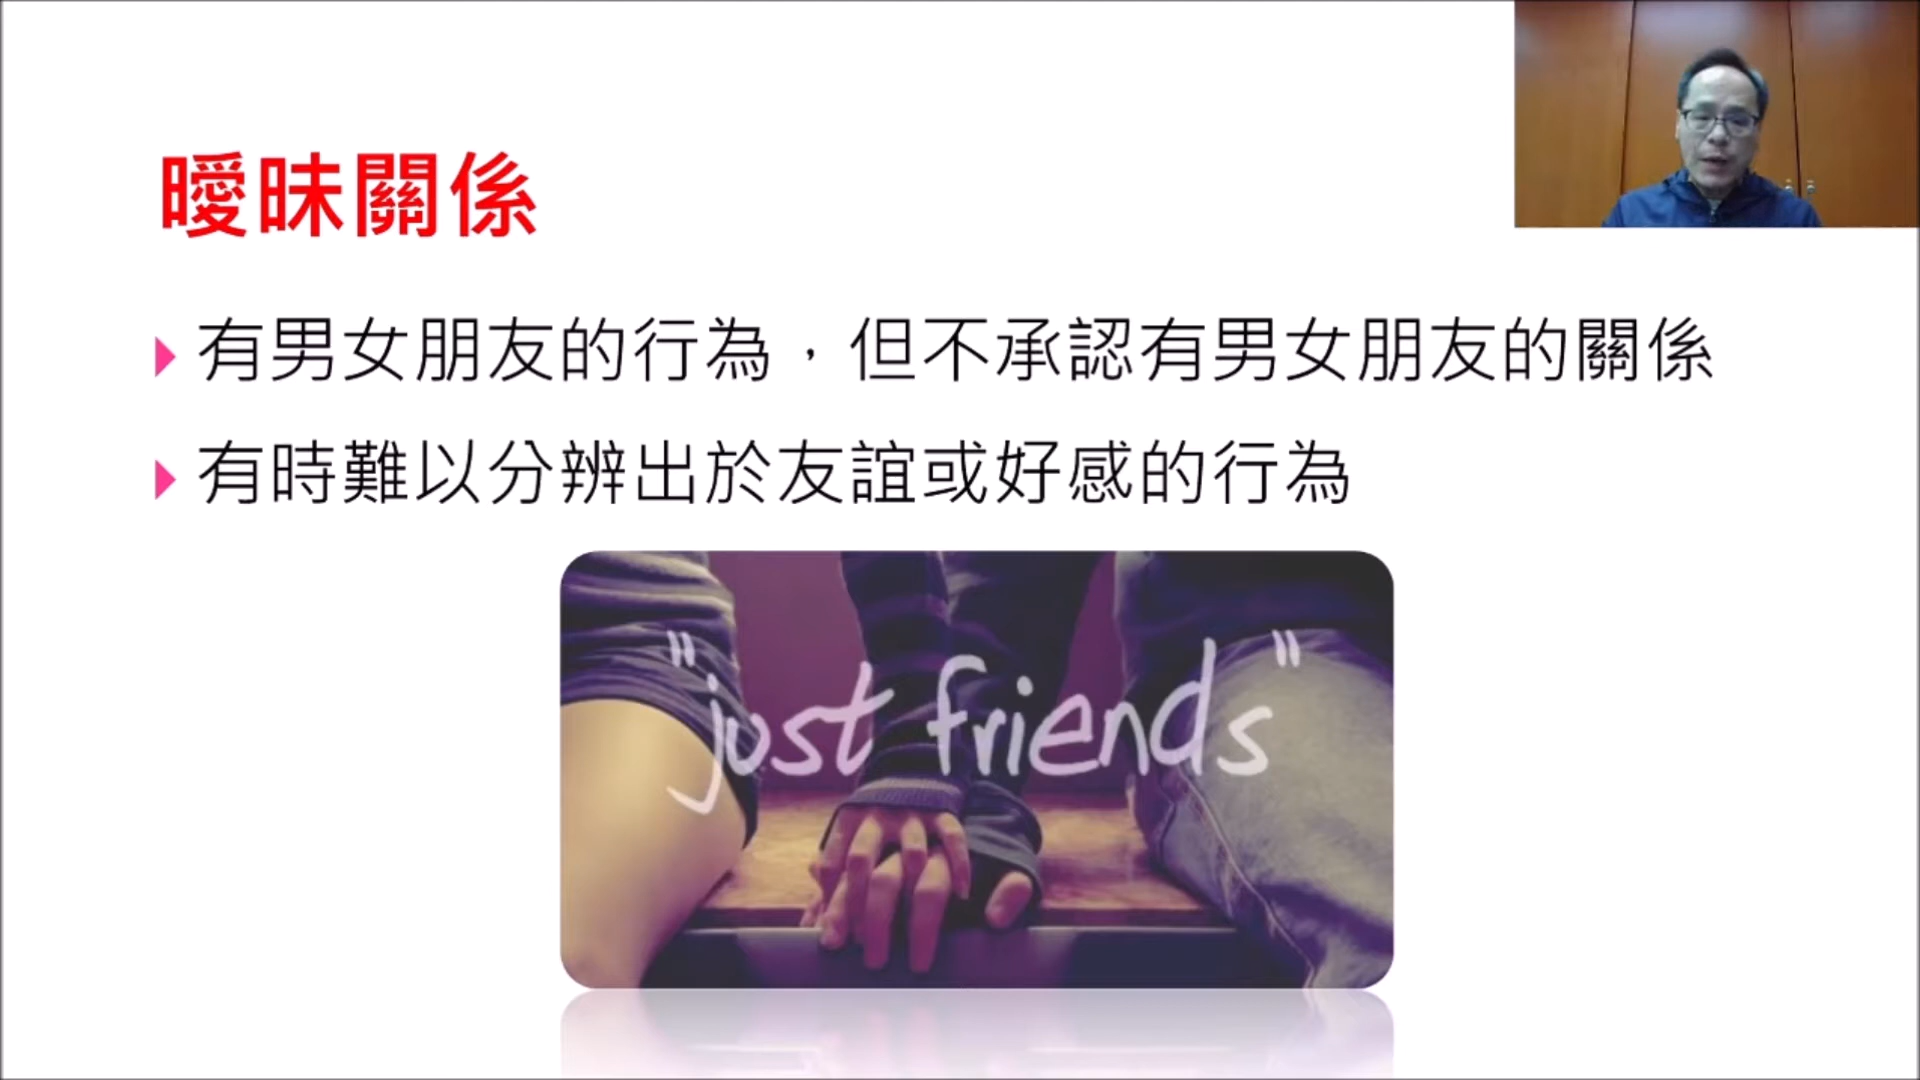 曖昧關係
有男女朋友的行為，但不承認有男女朋友的關係
有時難以分辨出於友誼或好感的行為
"just friends"